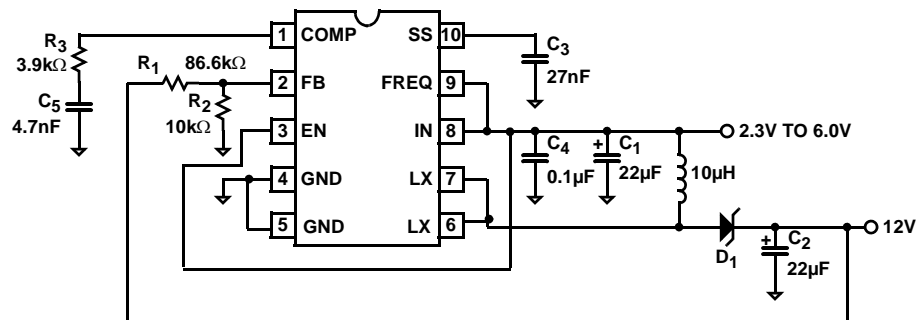 1 COMP SS 10
R3
3.9kΩ
R1 86.6kΩ
C3
27nF
2 FB FREQ 9
C5
4.7nF
R2
10kΩ
3 EN IN 8
2.3V TO 6.0V
C4
0.1µF
+ C1
22µF
10µH
4 GND LX 7
5 GND LX 6
12V
D1
+ C2
22µF